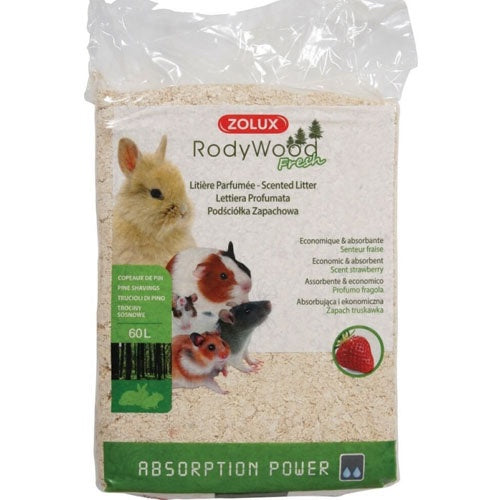 ZOLUX
RodyWood
Fresh
Litière Parfumée - Scented Litter
Lettiera Profumata
Podściółka Zapachowa
Economique & absorbante
Senteur fraise
Economic & absorbent
Scent strawberry
Assorbente & economico
Profumo fragola
Absorbująca i ekonomiczna
Zapach truskawka
COPEAUX DE PIN
PINE SHAVINGS
TRUCIOLI DI PINO
TROCINY
SOSNOWE
60L
ABSORPTION POWER